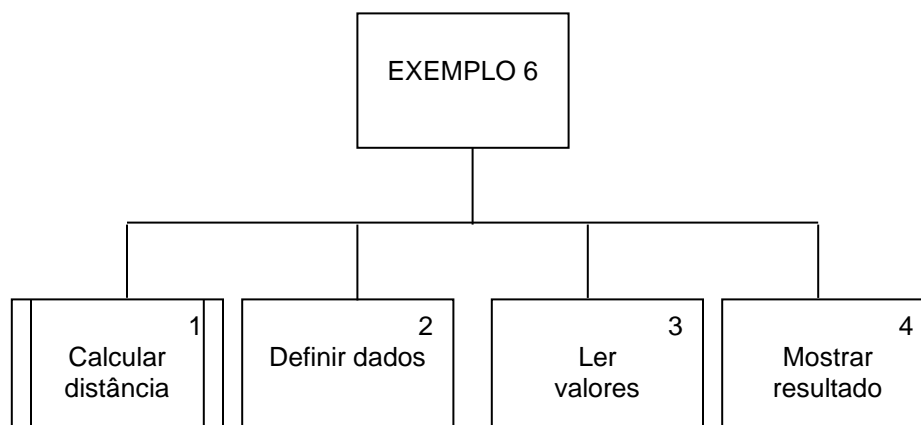 EXEMPLO 6
1
Calcular
distância
2
Definir dados
3
Ler
valores
4
Mostrar
resultado